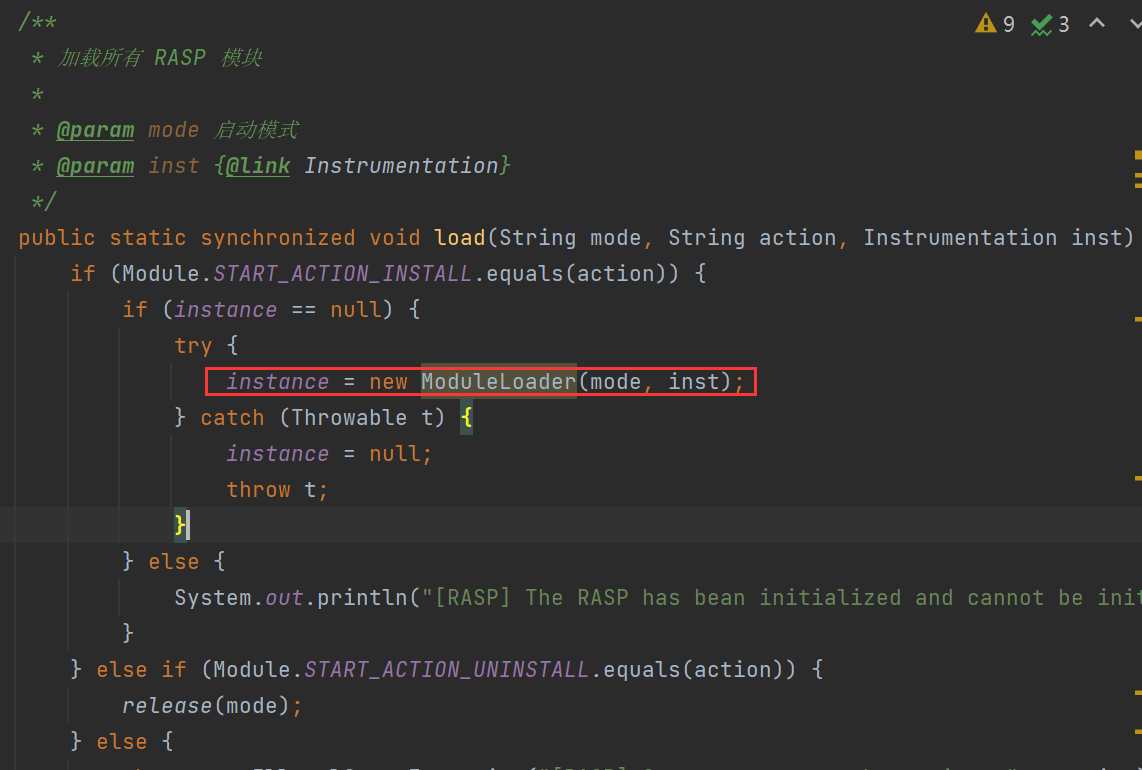 /**
* 加载所有 RASP 模块
*
* @param mode 启动模式
* @param inst {@link Instrumentation}
*/
public static synchronized void load(String mode, String action, Instrumentation inst)
if (Module.START_ACTION_INSTALL.equals(action)) {
if (instance == null) {
try {
instance = new ModuleLoader(mode, inst);
} catch (Throwable t) {
instance = null;
throw t;
}
} else {
System.out.println("[RASP] The RASP has bean initialized and cannot be
}
} else if (Module.START_ACTION_UNINSTALL.equals(action)) {
release(mode);
} else {
9 3